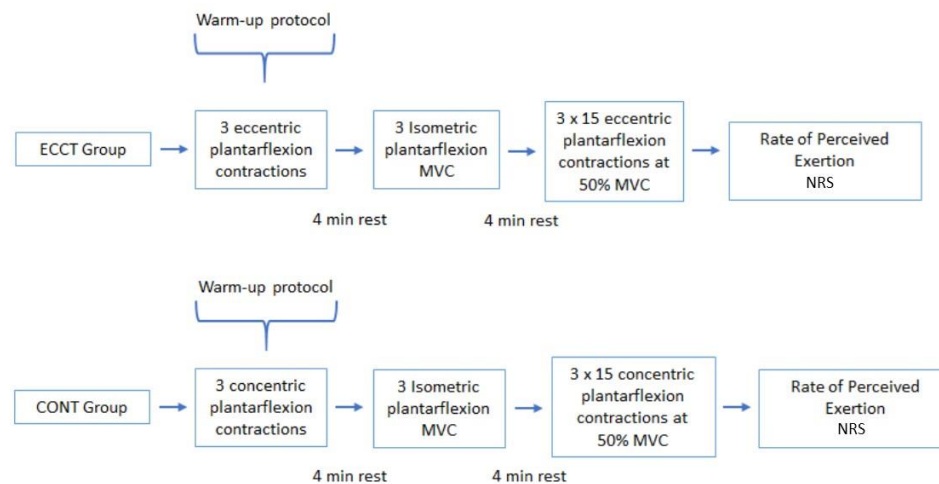 Warm-up protocol
ECCT Group
3 eccentric
plantarflexion
contractions
3 Isometric
plantarflexion
MVC
3 x 15 eccentric
plantarflexion
contractions at
50% MVC
Rate of Perceived
Exertion
NRS
4 min rest
4 min rest
Warm-up protocol
CONT Group
3 concentric
plantarflexion
contractions
3 Isometric
plantarflexion
MVC
3 x 15 concentric
plantarflexion
contractions at
50% MVC
Rate of Perceived
Exertion
NRS
4 min rest
4 min rest